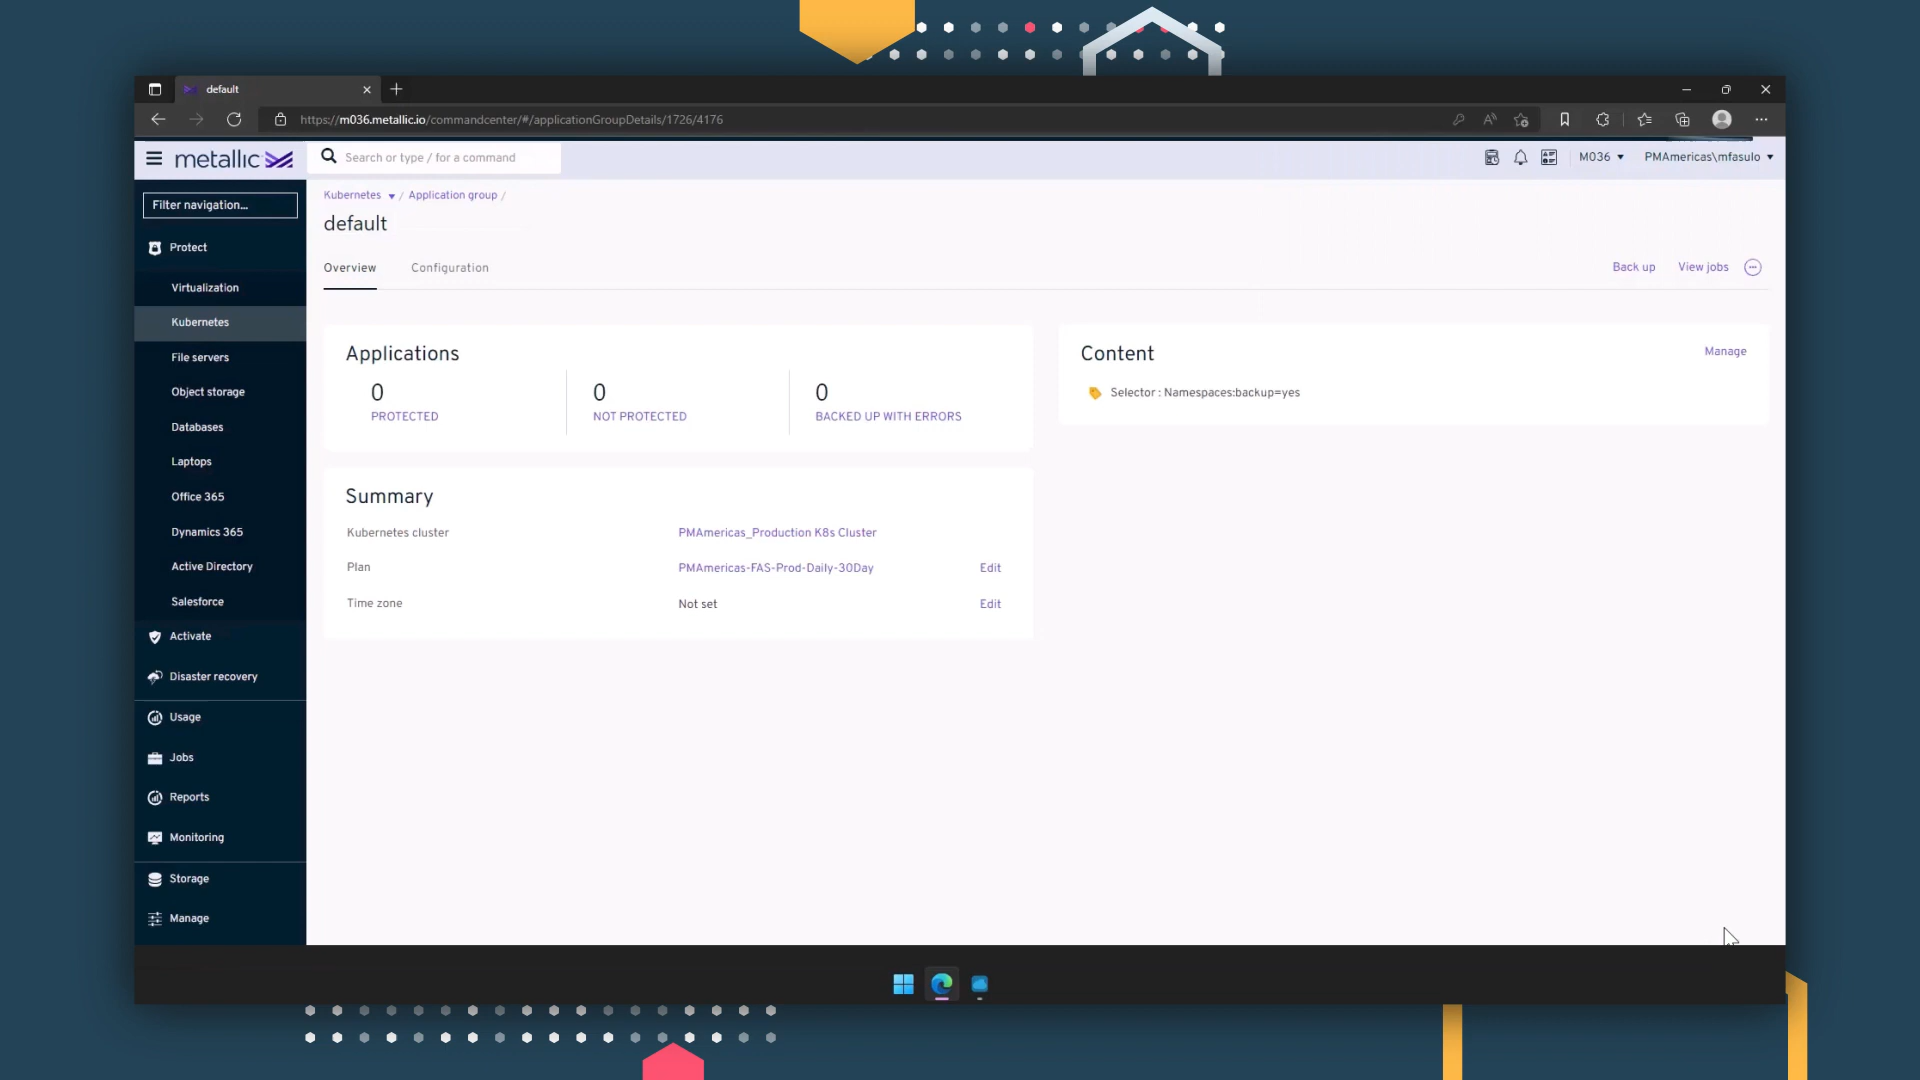 default
https://m036.metallic.io/commandcenter/#/applicationGroupDetails/1726/4176
metallic
Search or type / for a command
M036
PMAmericas\mfasulo
Filter navigation...
Protect
Virtualization
Kubernetes
File servers
Object storage
Databases
Laptops
Office 365
Dynamics 365
Active Directory
Salesforce
Activate
Disaster recovery
Usage
Jobs
Reports
Monitoring
Storage
Manage
Kubernetes / Application group /
default
Overview Configuration
Back up View jobs
Applications
0 0 0
PROTECTED NOT PROTECTED BACKED UP WITH ERRORS
Summary
Kubernetes cluster PMAmericas_Production K8s Cluster
Plan PMAmericas-FAS-Prod-Daily-30Day Edit
Time zone Not set Edit
Content Manage
Selector : Namespaces:backup=yes